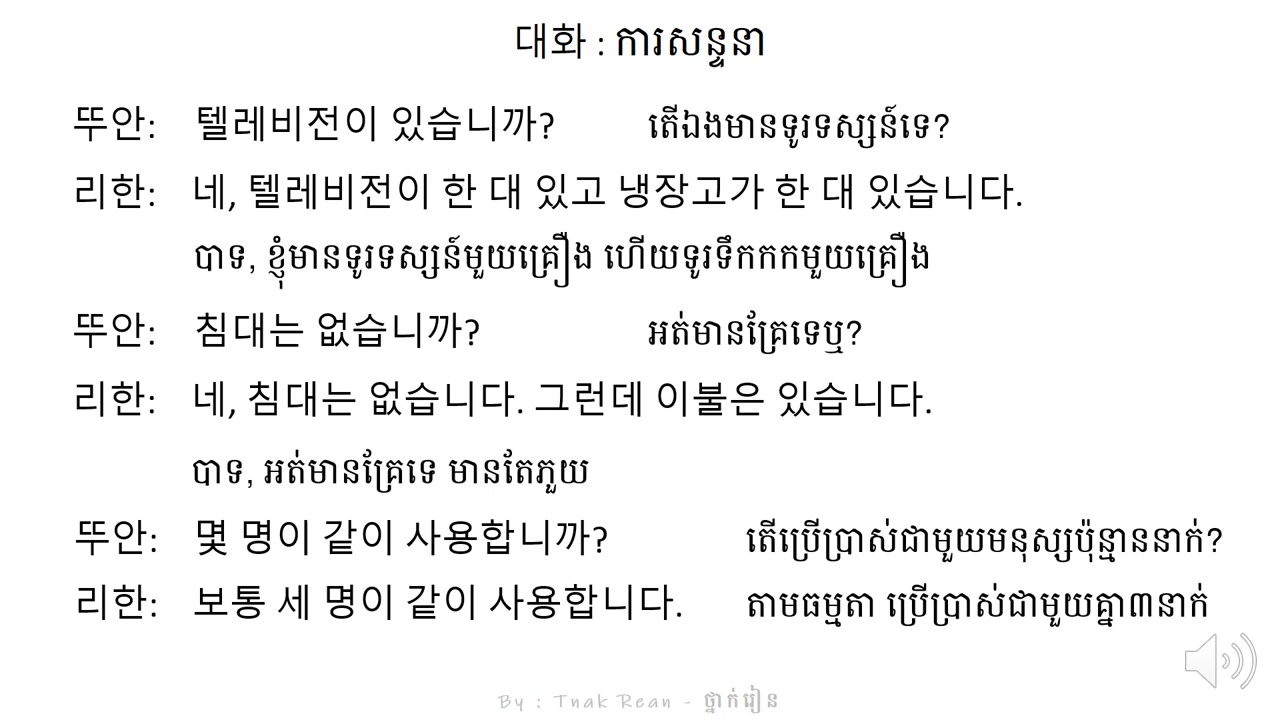 대화 : ការសន្ទនា
뚜안: 텔레비전이 있습니까? តើឯងមានទូរទស្សន៍ទេ?
리한: 네, 텔레비전이 한 대 있고 냉장고가 한 대 있습니다.
បាទ, ខ្ញុំមានទូរទស្សន៍មួយគ្រឿង ហើយទូរទឹកកកមួយគ្រឿង
뚜안: 침대는 없습니까? អត់មានគ្រែទេឬ?
리한: 네, 침대는 없습니다. 그런데 이불은 있습니다.
បាទ, អត់មានគ្រែទេ មានតែភួយ
뚜안: 몇 명이 같이 사용합니까? តើប្រើប្រាស់ជាមួយមនុស្សប៉ុន្មាននាក់?
리한: 보통 세 명이 같이 사용합니다. តាមធម្មតា ប្រើប្រាស់ជាមួយគ្នា៣នាក់
By : Tnak Rean - ថ្នាក់រៀន